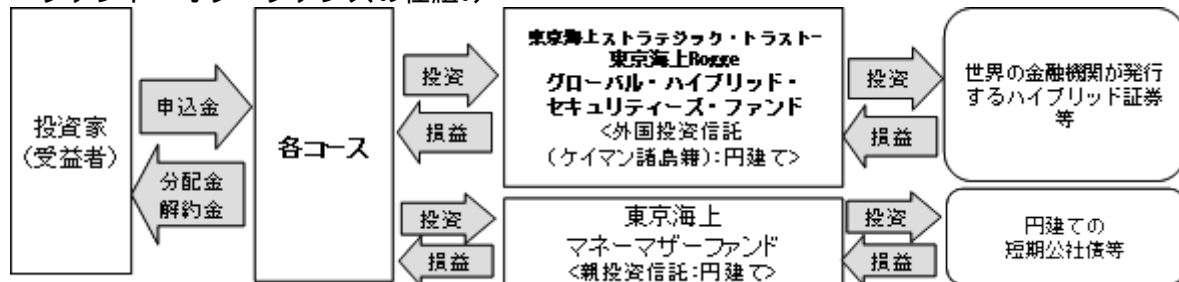 投資家
(受益者)
申込金
分配金
解約金
各コース
投資
損益
東京海上ストラテジック・トラストー
東京海上Rogge
グローバル・ハイブリッド・
セキュリティーズ・ファンド
<外国投資信託
(ケイマン諸島籍):円建て>
投資
損益
世界の金融機関が発行
するハイブリッド証券
等
投資
損益
東京海上
マネーマザーファンド
<親投資信託:円建て>
投資
損益
円建ての
短期公社債等